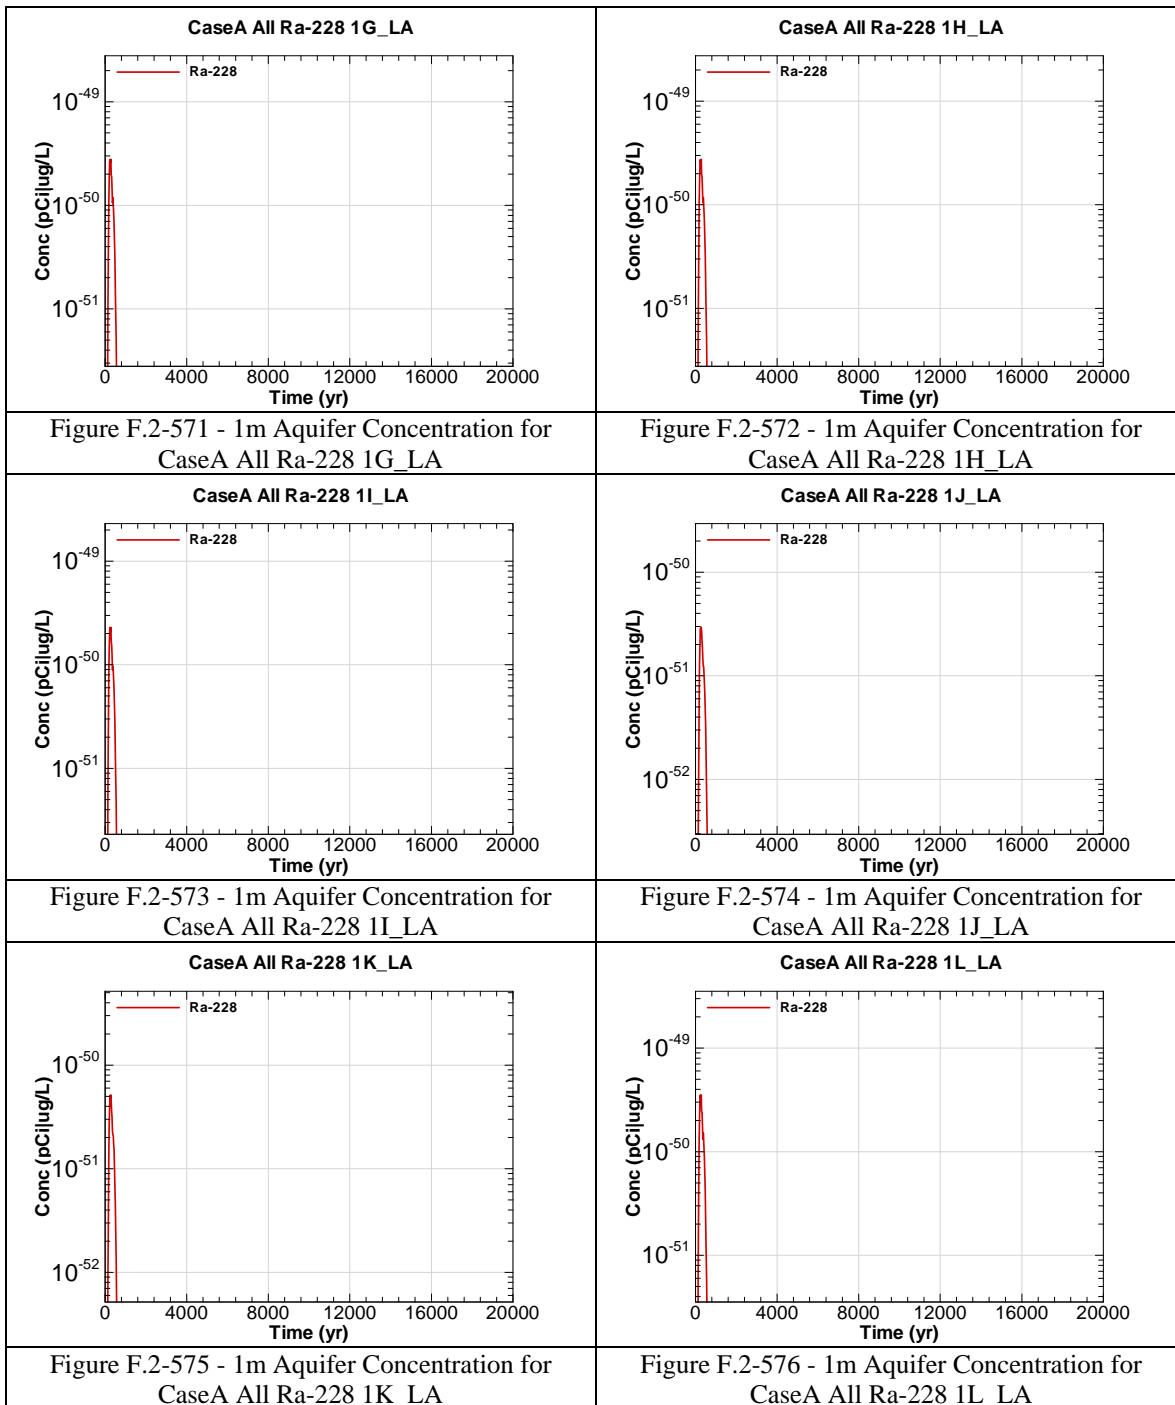 CaseA All Ra-228 1G_LA
Ra-228
10-49
10-50
10-51
Conc (pCi|ug/L)
0 4000 8000 12000 16000 20000
Time (yr)
Figure F.2-571 - 1m Aquifer Concentration for
CaseA All Ra-228 1G_LA
CaseA All Ra-228 1H_LA
Ra-228
10-49
10-50
10-51
Conc (pCi|ug/L)
0 4000 8000 12000 16000 20000
Time (yr)
Figure F.2-572 - 1m Aquifer Concentration for
CaseA All Ra-228 1H_LA
CaseA All Ra-228 1I_LA
Ra-228
10-49
10-50
10-51
Conc (pCi|ug/L)
0 4000 8000 12000 16000 20000
Time (yr)
Figure F.2-573 - 1m Aquifer Concentration for
CaseA All Ra-228 1I_LA
CaseA All Ra-228 1J_LA
Ra-228
10-50
10-51
10-52
Conc (pCi|ug/L)
0 4000 8000 12000 16000 20000
Time (yr)
Figure F.2-574 - 1m Aquifer Concentration for
CaseA All Ra-228 1J_LA
CaseA All Ra-228 1K_LA
Ra-228
10-50
10-51
10-52
Conc (pCi|ug/L)
0 4000 8000 12000 16000 20000
Time (yr)
Figure F.2-575 - 1m Aquifer Concentration for
CaseA All Ra-228 1K_LA
CaseA All Ra-228 1L_LA
Ra-228
10-49
10-50
10-51
Conc (pCi|ug/L)
0 4000 8000 12000 16000 20000
Time (yr)
Figure F.2-576 - 1m Aquifer Concentration for
CaseA All Ra-228 1L_LA